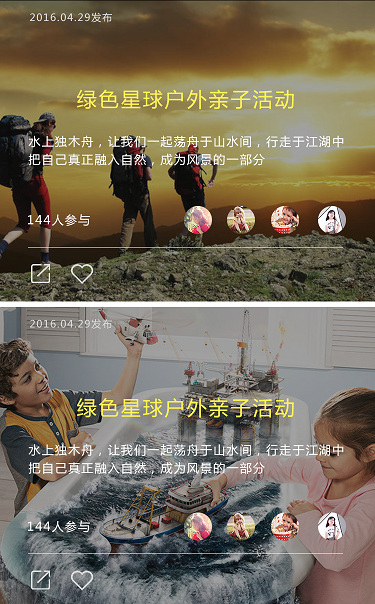 2016.04.29发布
绿色星球户外亲子活动
水上独木舟，让我们一起荡舟于山水间，行走于江湖中
把自己真正融入自然，成为风景的一部分
144人参与
2016.04.29发布
绿色星球户外亲子活动
水上独木舟，让我们一起荡舟于山水间，行走于江湖中
把自己真正融入自然，成为风景的一部分
144人参与